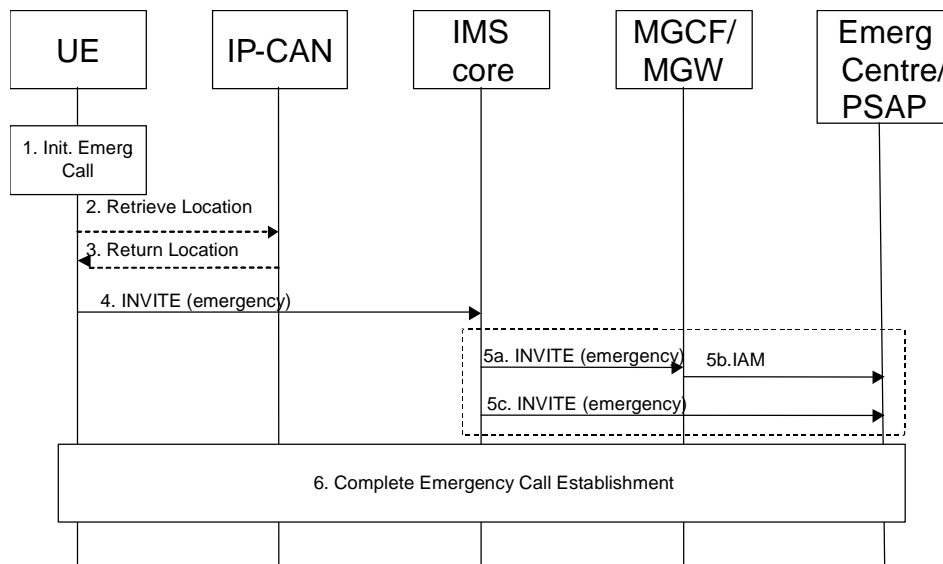 UE
IP-CAN
IMS
core
MGCF/
MGW
Emerg
Centre/
PSAP
1. Init. Emerg
Call
2. Retrieve Location
3. Return Location
4. INVITE (emergency)
5a. INVITE (emergency)
5b.IAM
5c. INVITE (emergency)
6. Complete Emergency Call Establishment